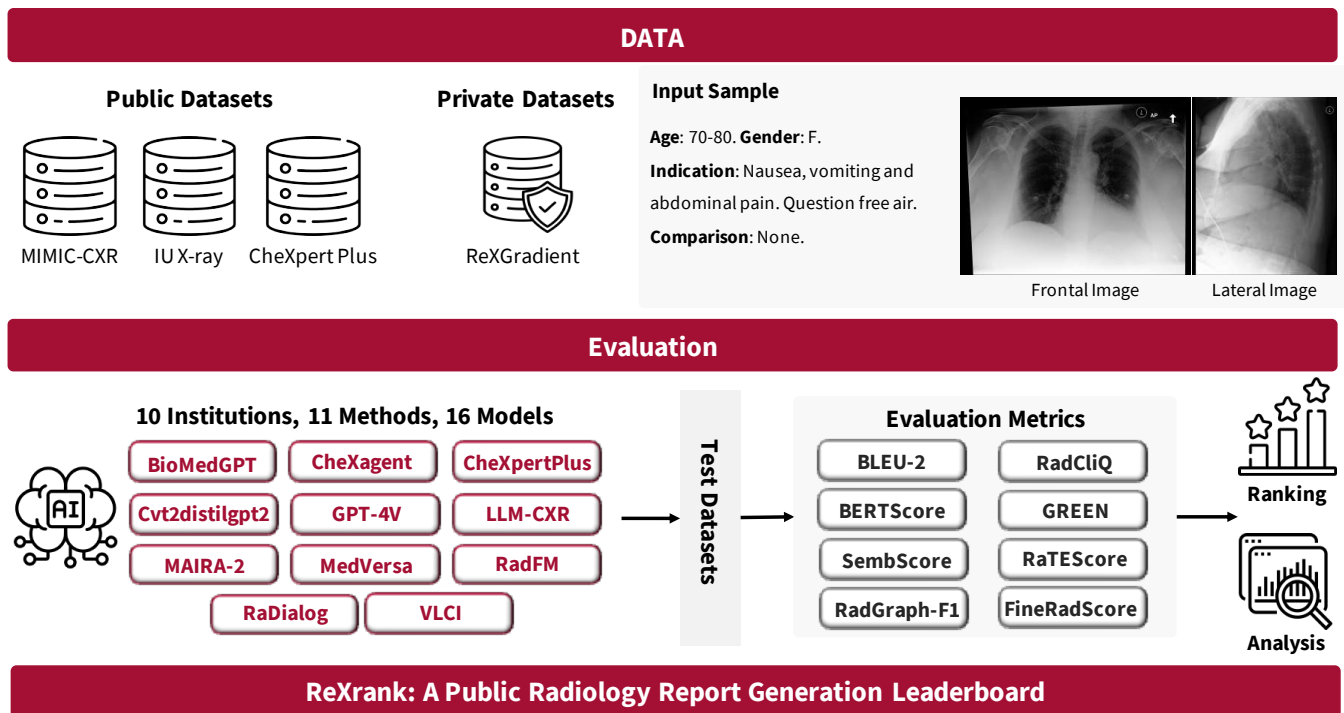 DATA
Public Datasets
MIMIC-CXR
IU X-ray
CheXpert Plus
Private Datasets
ReXGradient
Input Sample
Age: 70-80. Gender: F.
Indication: Nausea, vomiting and
abdominal pain. Question free air.
Comparison: None.
L AP
Frontal Image
Lateral Image
Evaluation
10 Institutions, 11 Methods, 16 Models
AI
BioMedGPT
CheXagent
CheXpertPlus
Cvt2distilgpt2
GPT-4V
LLM-CXR
MAIRA-2
MedVersa
RadFM
RaDialog
VLCI
Test Datasets
Evaluation Metrics
BLEU-2
RadCliQ
BERTScore
GREEN
SembScore
RaTEScore
RadGraph-F1
FineRadScore
Ranking
Analysis
ReXrank: A Public Radiology Report Generation Leaderboard